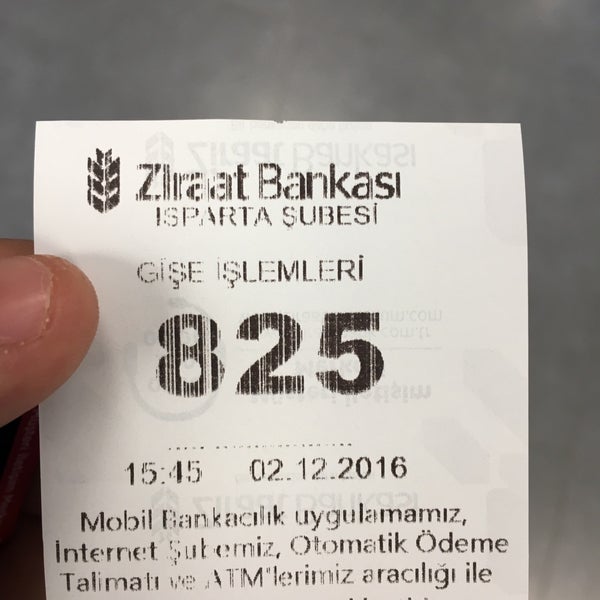 Ziraat Bankası
ISPARTA ŞUBESİ
GİŞE İŞLEMLERİ
825
15:45 02.12.2016
Mobil Bankacılık uygulamamız,
İnternet Şubemiz, Otomatik Ödeme
Talimatı ve ATM'lerimiz aracılığı ile